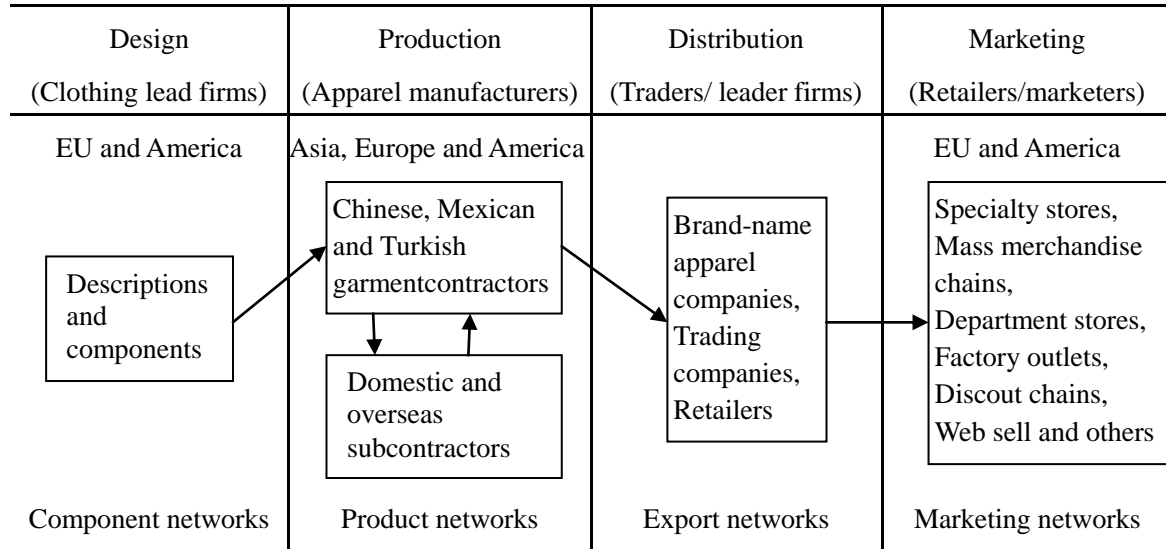 Design
(Clothing lead firms)
EU and America
Descriptions
and
components
Component networks
Production
(Apparel manufacturers)
Asia, Europe and America
Chinese, Mexican
and Turkish
garmentcontractors
Domestic and
overseas
subcontractors
Product networks
Distribution
(Traders/ leader firms)
Brand-name
apparel
companies,
Trading
companies,
Retailers
Export networks
Marketing
(Retailers/marketers)
EU and America
Specialty stores,
Mass merchandise
chains,
Department stores,
Factory outlets,
Discout chains,
Web sell and others
Marketing networks